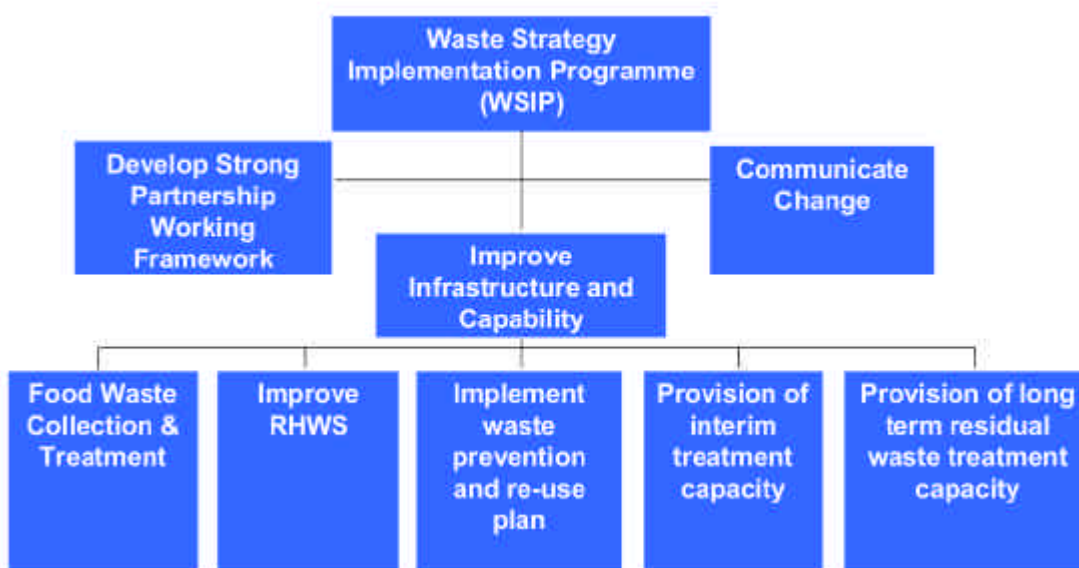 Waste Strategy
Implementation Programme
(WSIP)
Develop Strong
Partnership
Working
Framework
Communicate
Change
Improve
Infrastructure and
Capability
Food Waste
Collection &
Treatment
Improve
RHWS
Implement
waste
prevention
and re-use
plan
Provision of
interim
treatment
capacity
Provision of long
term residual
waste treatment
capacity